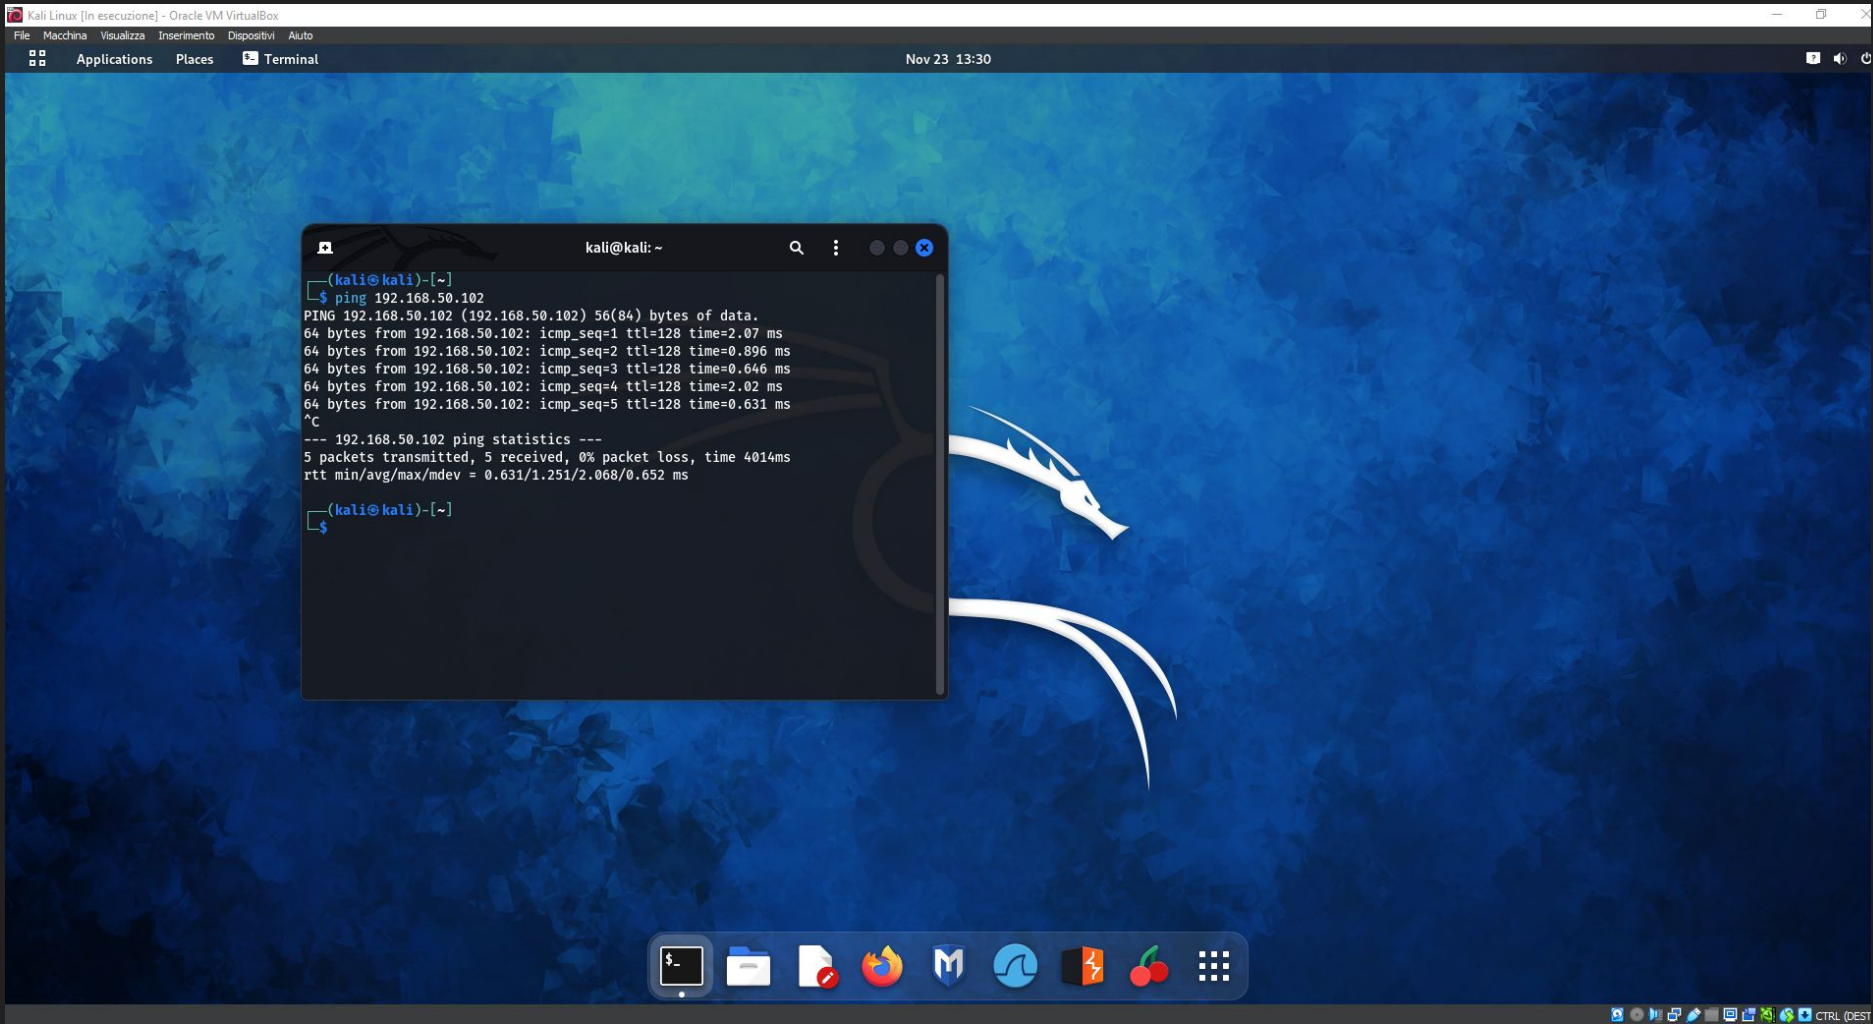 Kali Linux [In esecuzione] - Oracle VM VirtualBox
File Macchina Visualizza Inserimento Dispositivi Aiuto
Applications Places Terminal Nov 23 13:30
kali@kali: ~
(kali㉿kali)-[~]
$ ping 192.168.50.102
PING 192.168.50.102 (192.168.50.102) 56(84) bytes of data.
64 bytes from 192.168.50.102: icmp_seq=1 ttl=128 time=2.07 ms
64 bytes from 192.168.50.102: icmp_seq=2 ttl=128 time=0.896 ms
64 bytes from 192.168.50.102: icmp_seq=3 ttl=128 time=0.646 ms
64 bytes from 192.168.50.102: icmp_seq=4 ttl=128 time=2.02 ms
64 bytes from 192.168.50.102: icmp_seq=5 ttl=128 time=0.631 ms
^C
--- 192.168.50.102 ping statistics ---
5 packets transmitted, 5 received, 0% packet loss, time 4014ms
rtt min/avg/max/mdev = 0.631/1.251/2.068/0.652 ms
(kali㉿kali)-[~]
$
$_
CTRL (DEST